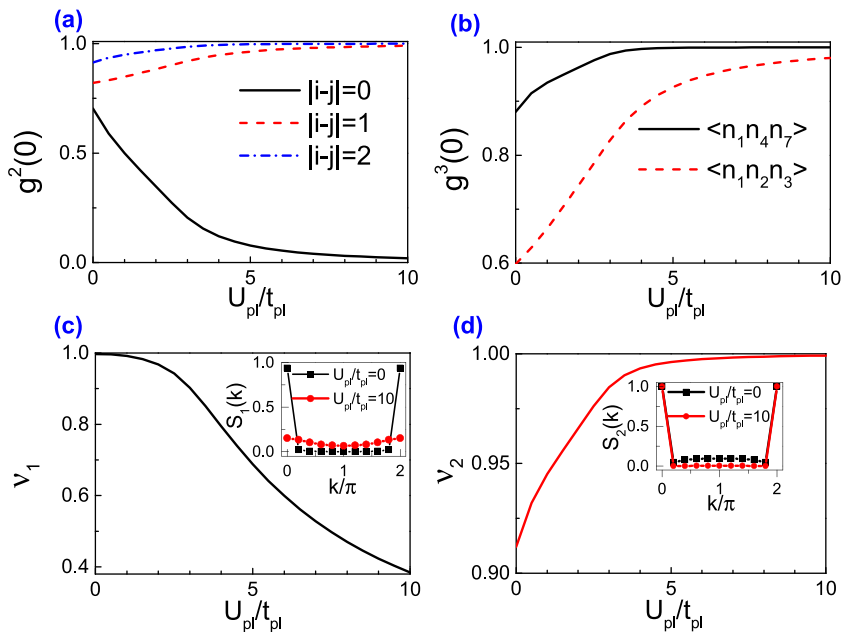 (a)
1.0
0.5
0.0
g²(0)
|i-j|=0
|i-j|=1
|i-j|=2
0 5 10
U_pl/t_pl
(b)
1.0
0.8
0.6
g³(0)
<n₁n₄n₇>
<n₁n₂n₃>
0 5 10
U_pl/t_pl
(c)
1.0
0.8
0.6
0.4
ν₁
1.0
0.5
0.0
S₁(k)
U_pl/t_pl=0
U_pl/t_pl=10
0 1 2
k/π
0 5 10
U_pl/t_pl
(d)
1.00
0.95
0.90
ν₂
1.0
0.5
0.0
S₂(k)
U_pl/t_pl=0
U_pl/t_pl=10
0 1 2
k/π
0 5 10
U_pl/t_pl